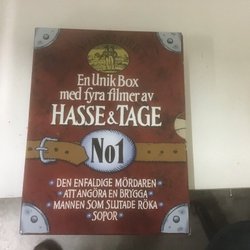 En Unik Box
med fyra filmer av
HASSE & TAGE
No1
DEN ENFALDIGE MÖRDAREN
• ATT ANGÖRA EN BRYGGA •
MANNEN SOM SLUTADE RÖKA
• SOPOR •